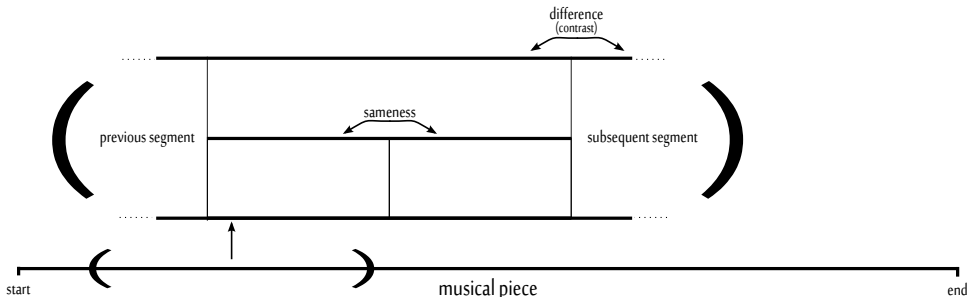 difference
(contrast)
sameness
previous segment
subsequent segment
start
musical piece
end